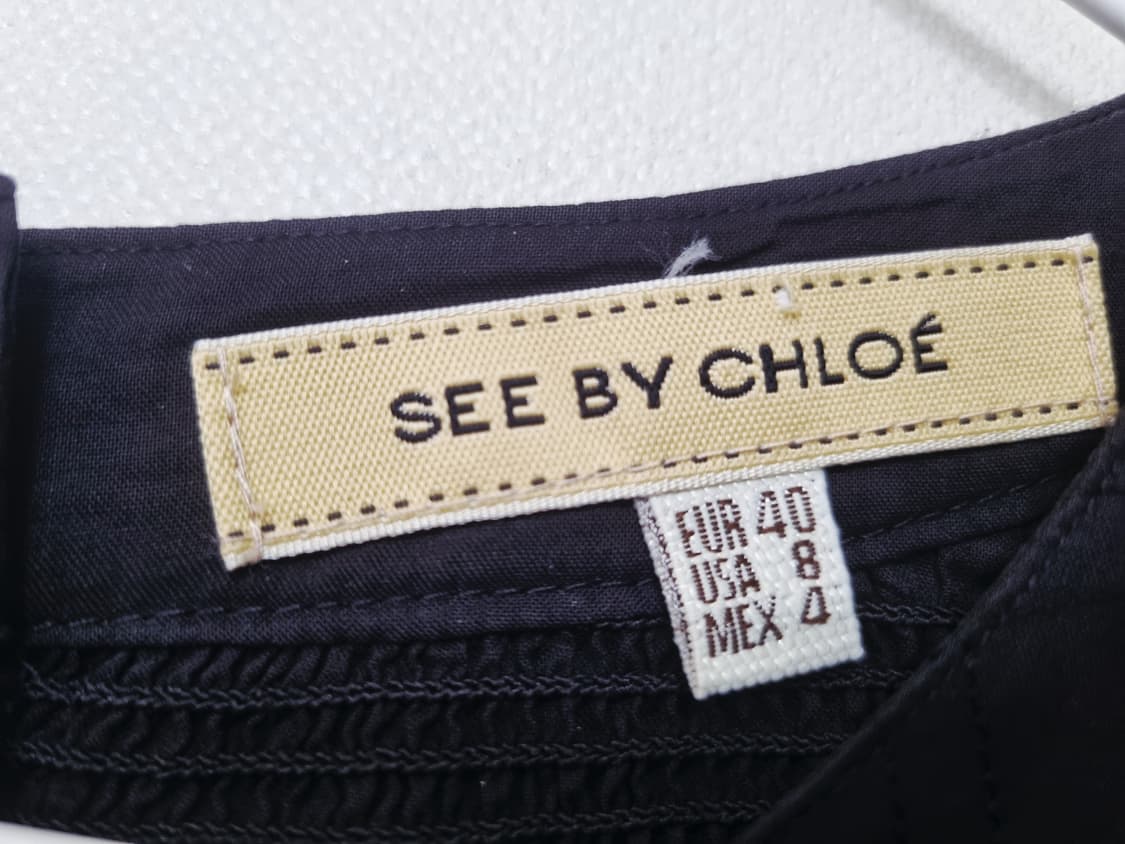 SEE BY CHLOÉ
EUR 40
USA 8
MEX 4